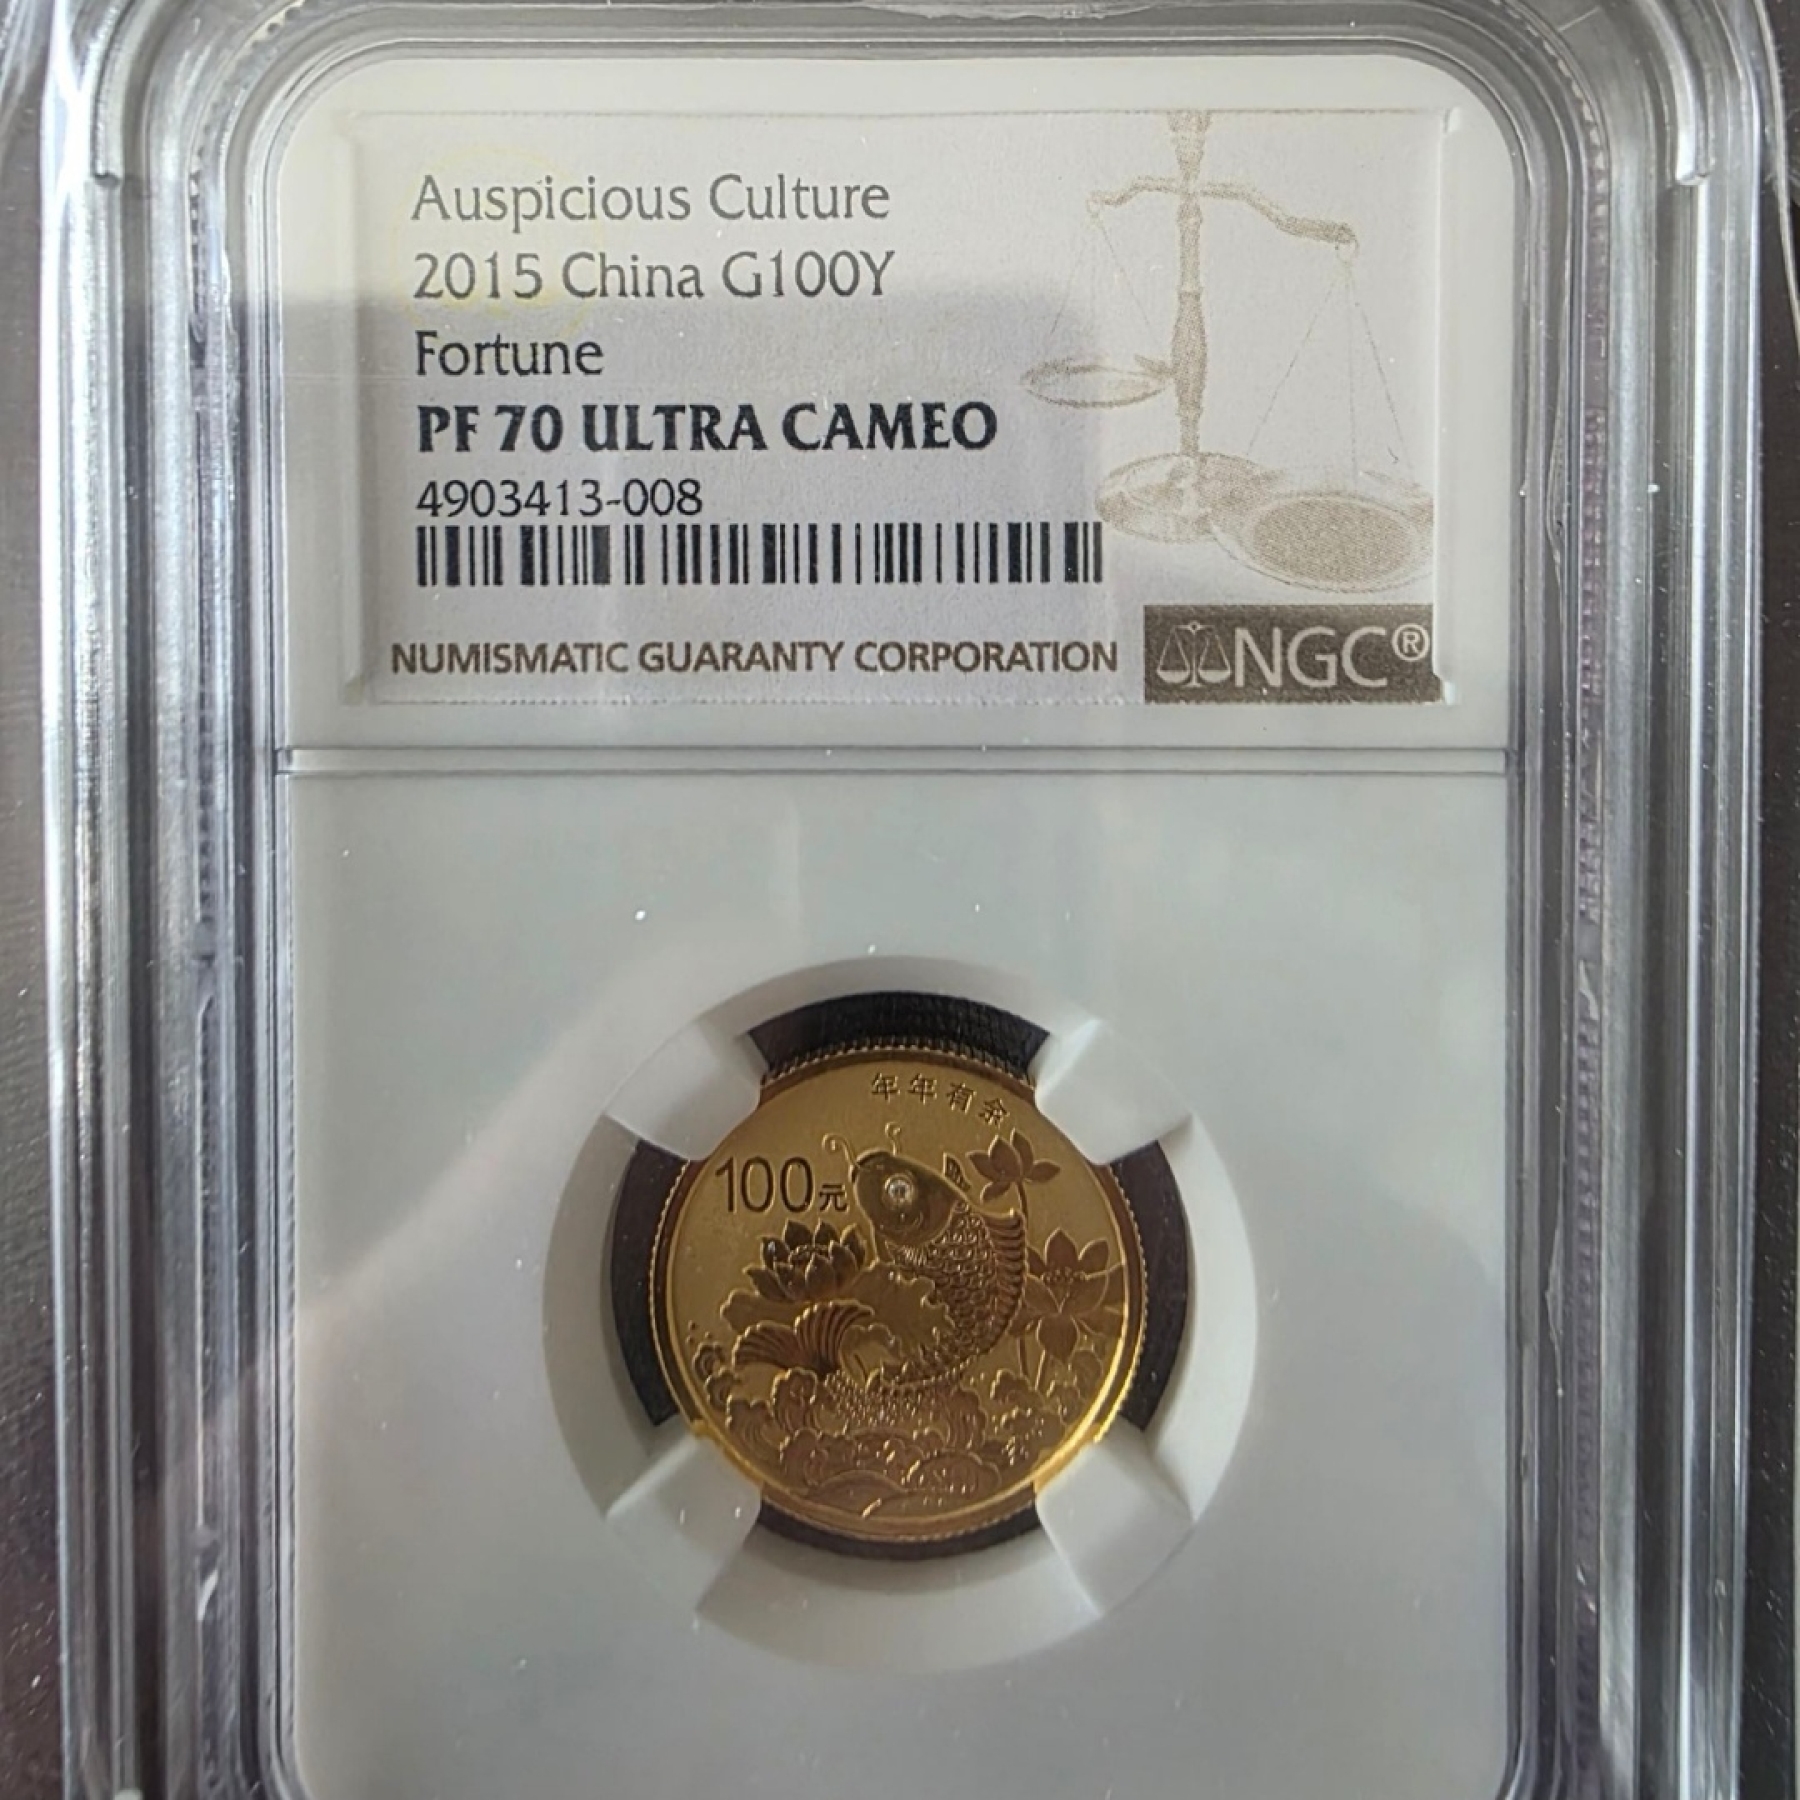 Auspicious Culture
2015 China G100Y
Fortune
PF 70 ULTRA CAMEO
4903413-008
NUMISMATIC GUARANTY CORPORATION
NGC®
年年有余
100元